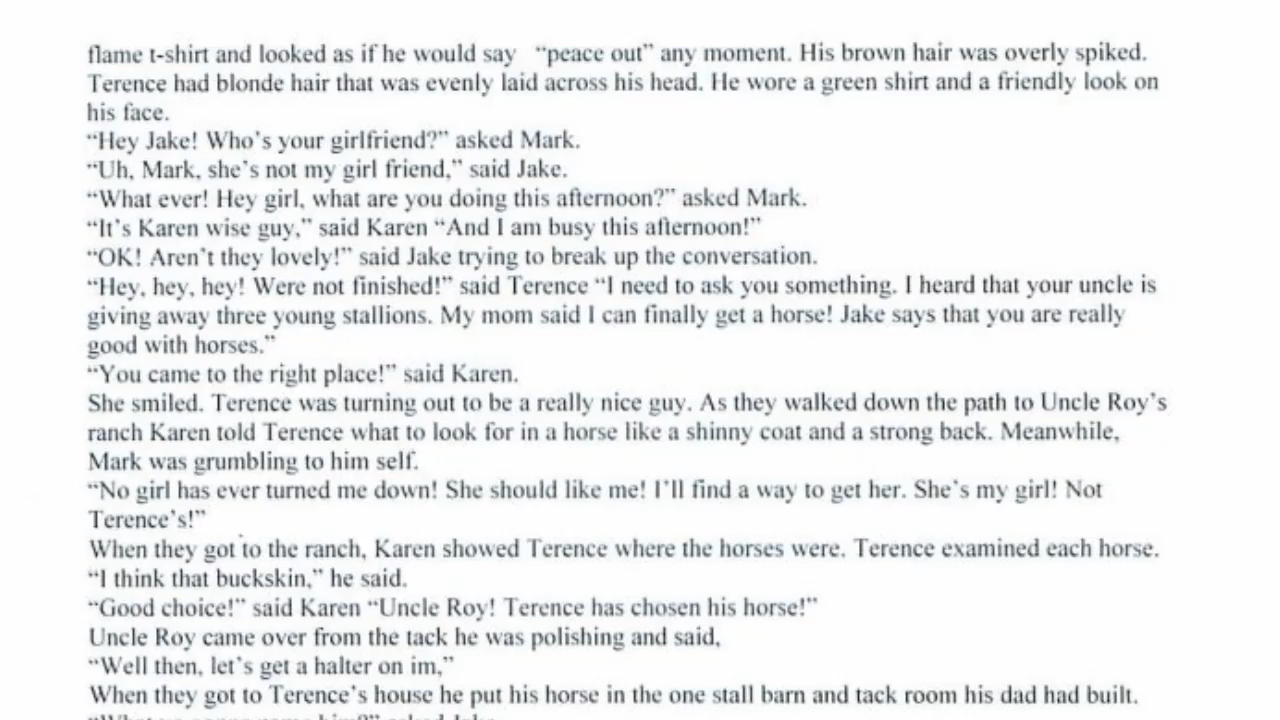 flame t-shirt and looked as if he would say “peace out” any moment. His brown hair was overly spiked.
Terence had blonde hair that was evenly laid across his head. He wore a green shirt and a friendly look on
his face.
“Hey Jake! Who’s your girlfriend?” asked Mark.
“Uh, Mark, she’s not my girl friend,” said Jake.
“What ever! Hey girl, what are you doing this afternoon?” asked Mark.
“It’s Karen wise guy,” said Karen “And I am busy this afternoon!”
“OK! Aren’t they lovely!” said Jake trying to break up the conversation.
“Hey, hey, hey! Were not finished!” said Terence “I need to ask you something. I heard that your uncle is
giving away three young stallions. My mom said I can finally get a horse! Jake says that you are really
good with horses.”
“You came to the right place!” said Karen.
She smiled. Terence was turning out to be a really nice guy. As they walked down the path to Uncle Roy’s
ranch Karen told Terence what to look for in a horse like a shinny coat and a strong back. Meanwhile,
Mark was grumbling to him self.
“No girl has ever turned me down! She should like me! I’ll find a way to get her. She’s my girl! Not
Terence’s!”
When they got to the ranch, Karen showed Terence where the horses were. Terence examined each horse.
“I think that buckskin,” he said.
“Good choice!” said Karen “Uncle Roy! Terence has chosen his horse!”
Uncle Roy came over from the tack he was polishing and said,
“Well then, let’s get a halter on im,”
When they got to Terence’s house he put his horse in the one stall barn and tack room his dad had built.